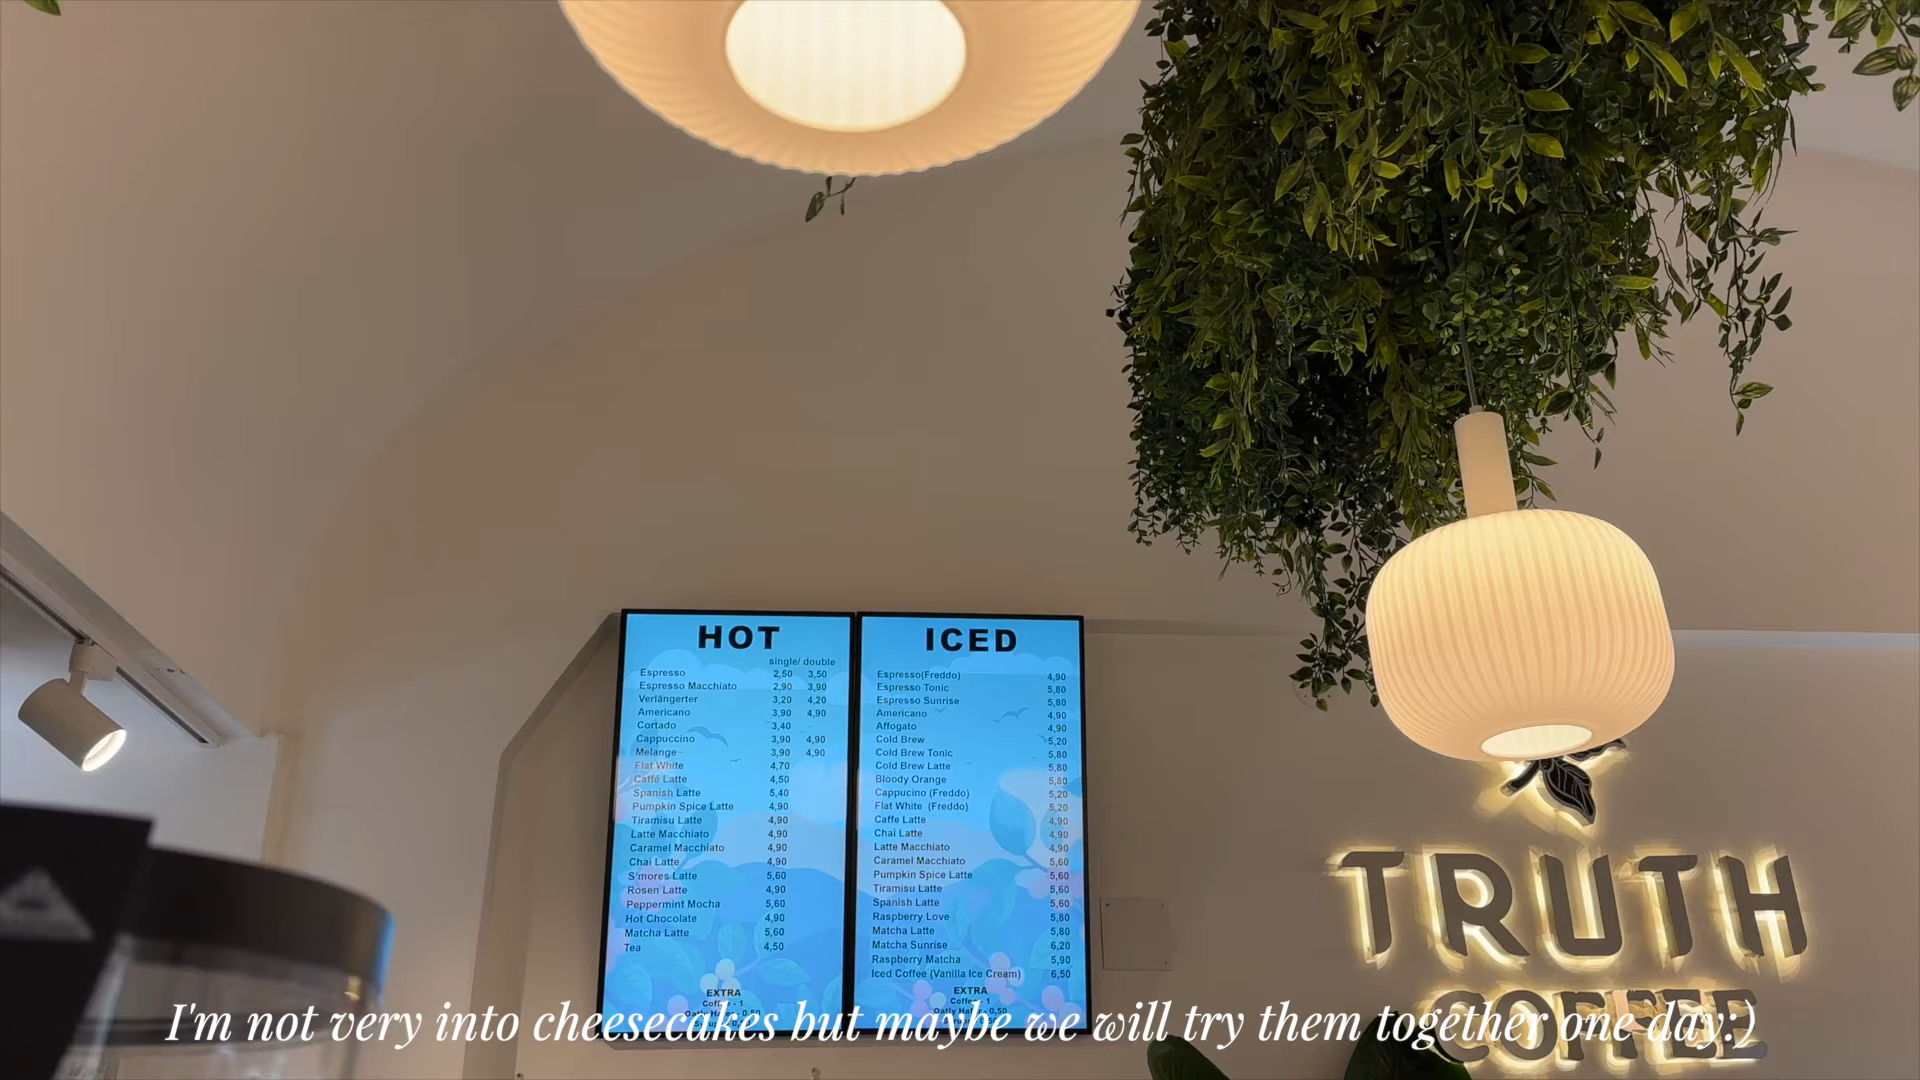 HOT
single/ double
Espresso 2,50 3,50
Espresso Macchiato 2,90 3,90
Verlängerter 3,20 4,20
Americano 3,90 4,90
Cortado 3,40
Cappuccino 3,90 4,90
Melange 3,90 4,90
Flat White 4,70
Caffé Latte 4,50
Spanish Latte 5,40
Pumpkin Spice Latte 4,90
Tiramisu Latte 4,90
Latte Macchiato 4,90
Caramel Macchiato 4,90
Chai Latte 4,90
S'mores Latte 5,60
Rosen Latte 4,90
Peppermint Mocha 5,60
Hot Chocolate 4,90
Matcha Latte 5,60
Tea 4,50
EXTRA
ICED
Espresso(Freddo) 4,90
Espresso Tonic 5,80
Espresso Sunrise 5,80
Americano 4,90
Affogato 4,90
Cold Brew 5,20
Cold Brew Tonic 5,80
Cold Brew Latte 5,80
Bloody Orange 5,80
Cappucino (Freddo) 5,20
Flat White (Freddo) 5,20
Caffe Latte 4,90
Chai Latte 4,90
Latte Macchiato 4,90
Caramel Macchiato 5,60
Pumpkin Spice Latte 5,60
Tiramisu Latte 5,60
Spanish Latte 5,60
Raspberry Love 5,80
Matcha Latte 5,80
Matcha Sunrise 6,20
Raspberry Matcha 5,90
Iced Coffee (Vanilla Ice Cream) 6,50
EXTRA
TRUTH
COFFEE
I'm not very into cheesecakes but maybe we will try them together one day:)